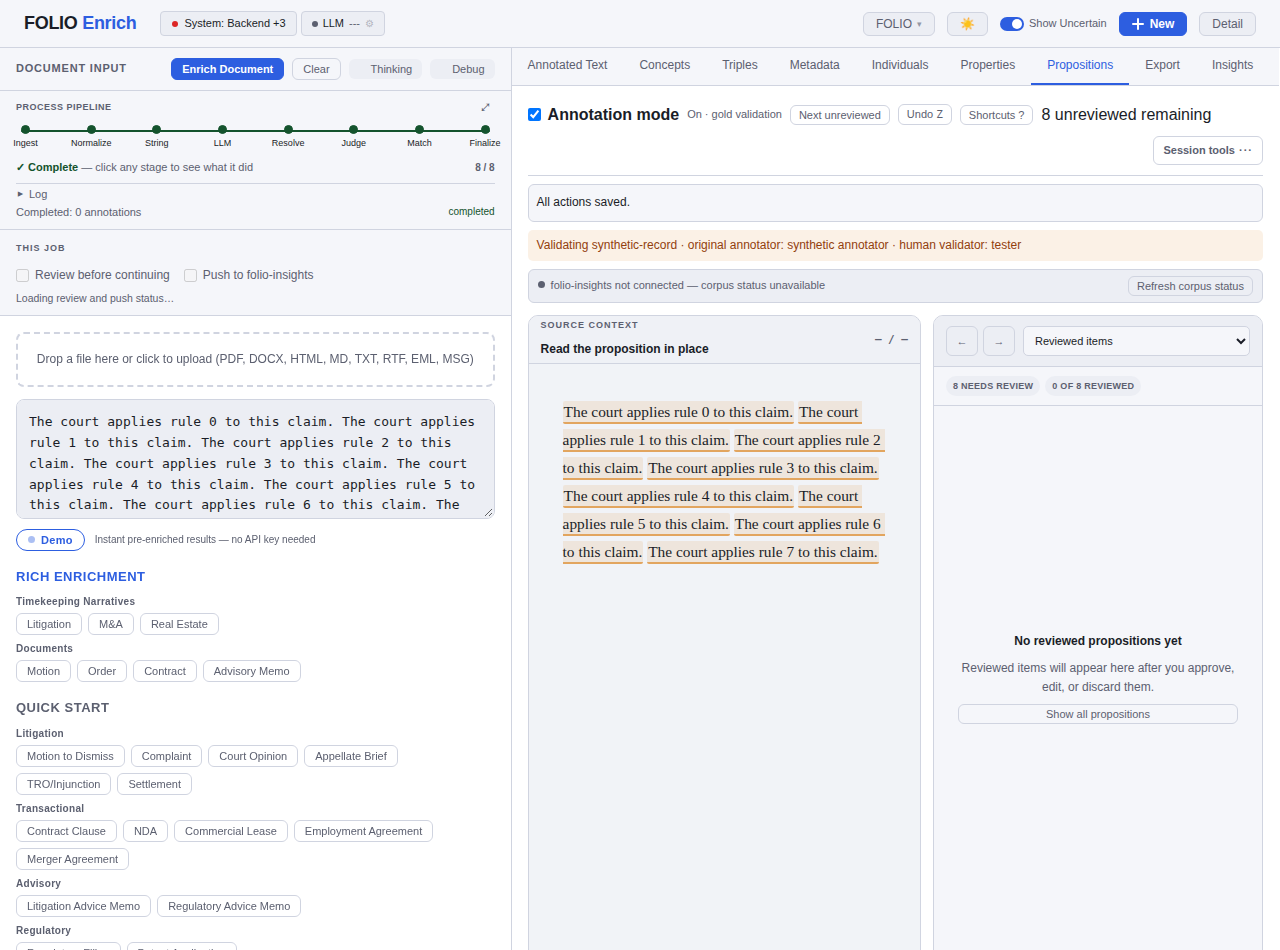 FOLIO Enrich
System: Backend +3
LLM ---
FOLIO
Show Uncertain
New
Detail
DOCUMENT INPUT
Enrich Document
Clear
Thinking
Debug
PROCESS PIPELINE
Ingest Normalize String LLM Resolve Judge Match Finalize
✓ Complete — click any stage to see what it did
8 / 8
Log
Completed: 0 annotations
completed
THIS JOB
Review before continuing
Push to folio-insights
Loading review and push status…
Drop a file here or click to upload (PDF, DOCX, HTML, MD, TXT, RTF, EML, MSG)
The court applies rule 0 to this claim. The court applies
rule 1 to this claim. The court applies rule 2 to this
claim. The court applies rule 3 to this claim. The court
applies rule 4 to this claim. The court applies rule 5 to
this claim. The court applies rule 6 to this claim. The
Demo
Instant pre-enriched results — no API key needed
RICH ENRICHMENT
Timekeeping Narratives
Litigation M&A Real Estate
Documents
Motion Order Contract Advisory Memo
QUICK START
Litigation
Motion to Dismiss Complaint Court Opinion Appellate Brief
TRO/Injunction Settlement
Transactional
Contract Clause NDA Commercial Lease Employment Agreement
Merger Agreement
Advisory
Litigation Advice Memo Regulatory Advice Memo
Regulatory
Annotated Text Concepts Triples Metadata Individuals Properties Propositions Export Insights
Annotation mode
On · gold validation
Next unreviewed
Undo Z
Shortcuts ?
8 unreviewed remaining
Session tools ···
All actions saved.
Validating synthetic-record · original annotator: synthetic annotator · human validator: tester
folio-insights not connected — corpus status unavailable
Refresh corpus status
SOURCE CONTEXT
Read the proposition in place
— / —
The court applies rule 0 to this claim. The court
applies rule 1 to this claim. The court applies rule 2
to this claim. The court applies rule 3 to this claim.
The court applies rule 4 to this claim. The court
applies rule 5 to this claim. The court applies rule 6
to this claim. The court applies rule 7 to this claim.
← → Reviewed items
8 NEEDS REVIEW 0 OF 8 REVIEWED
No reviewed propositions yet
Reviewed items will appear here after you approve,
edit, or discard them.
Show all propositions